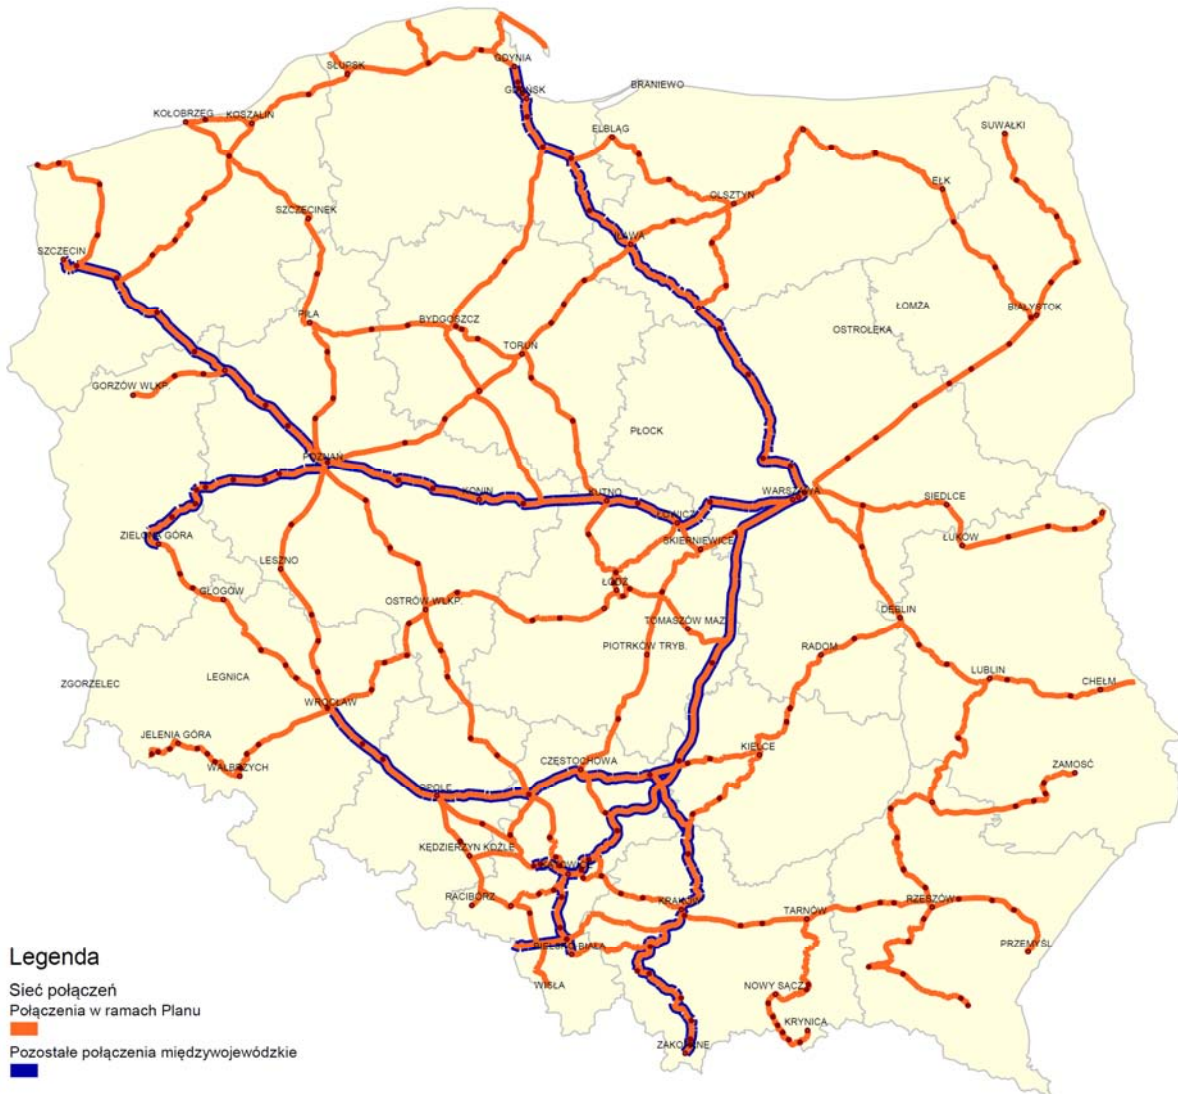 GDYNIA
SŁUPSK
GDAŃSK
BRANIEWO
KOŁOBRZEG
KOSZALIN
ELBLĄG
SUWAŁKI
EŁK
OLSZTYN
SZCZECINEK
IŁAWA
SZCZECIN
ŁOMŻA
BIAŁYSTOK
PIŁA
BYDGOSZCZ
OSTROŁĘKA
TORUŃ
GORZÓW WLKP.
PŁOCK
POZNAŃ
KONIN
KUTNO
WARSZAWA
SIEDLCE
ŁOWICZ
ZIELONA GÓRA
SKIERNIEWICE
ŁUKÓW
LESZNO
ŁÓDŹ
GŁOGÓW
OSTRÓW WLKP.
DĘBLIN
TOMASZÓW MAZ.
PIOTRKÓW TRYB.
RADOM
ZGORZELEC
LEGNICA
LUBLIN
CHEŁM
WROCŁAW
JELENIA GÓRA
KIELCE
WAŁBRZYCH
CZĘSTOCHOWA
ZAMOŚĆ
OPOLE
KĘDZIERZYN KOŹLE
KATOWICE
RACIBÓRZ
KRAKÓW
TARNÓW
RZESZÓW
BIELSKO-BIAŁA
PRZEMYŚL
WISŁA
NOWY SĄCZ
KRYNICA
ZAKOPANE
Legenda
Sieć połączeń
Połączenia w ramach Planu
Pozostałe połączenia międzywojewódzkie